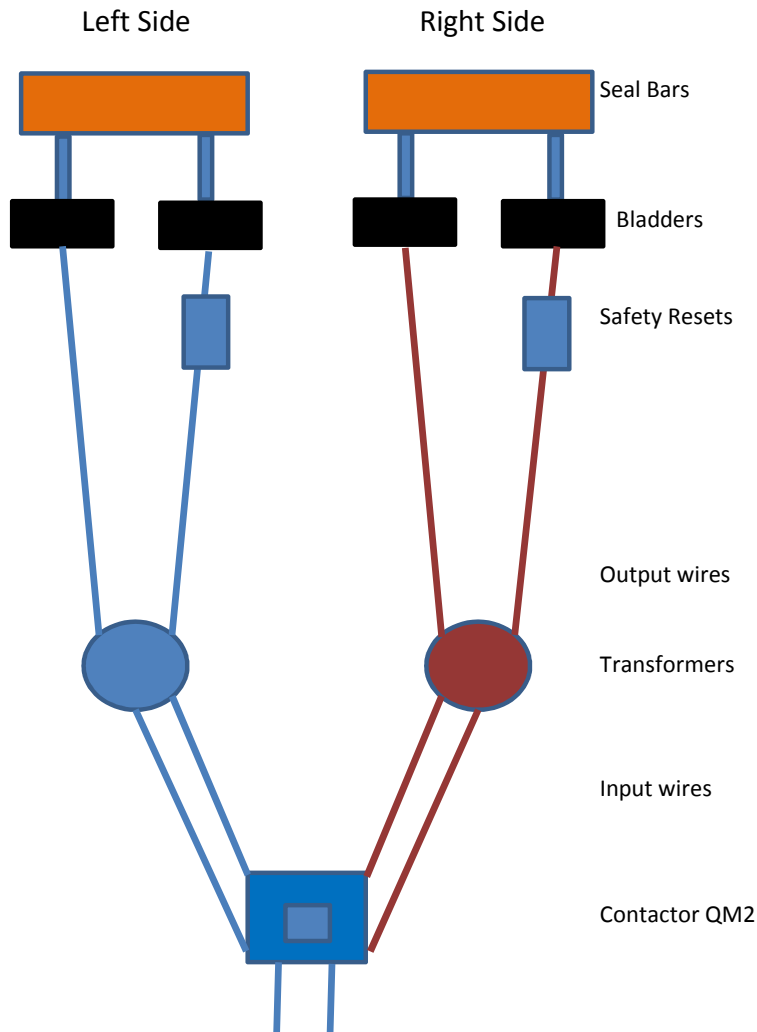 Left Side
Right Side
Seal Bars
Bladders
Safety Resets
Output wires
Transformers
Input wires
Contactor QM2